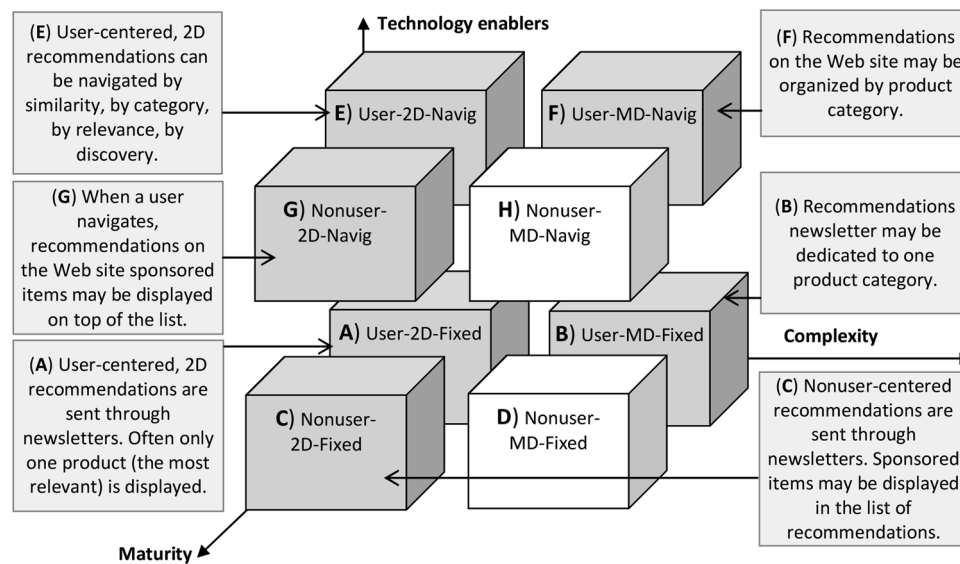 Technology enablers
(E) User-centered, 2D
recommendations can
be navigated by
similarity, by category,
by relevance, by
discovery.
(F) Recommendations
on the Web site may be
organized by product
category.
E) User-2D-Navig
F) User-MD-Navig
(G) When a user
navigates,
recommendations on
the Web site sponsored
items may be displayed
on top of the list.
G) Nonuser-
2D-Navig
H) Nonuser-
MD-Navig
(B) Recommendations
newsletter may be
dedicated to one
product category.
A) User-2D-Fixed
B) User-MD-Fixed
Complexity
(A) User-centered, 2D
recommendations are
sent through
newsletters. Often only
one product (the most
relevant) is displayed.
C) Nonuser-
2D-Fixed
D) Nonuser-
MD-Fixed
(C) Nonuser-centered
recommendations are
sent through
newsletters. Sponsored
items may be displayed
in the list of
recommendations.
Maturity